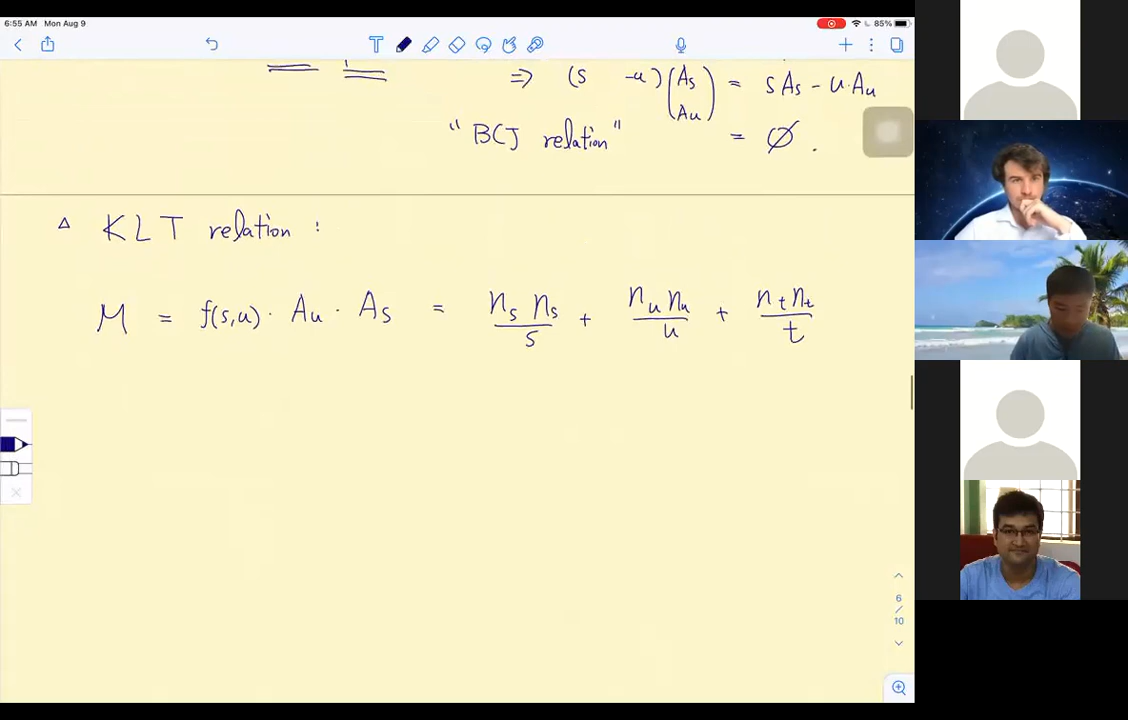 6:55 AM Mon Aug 9
85%
T
=> (s -u) (As Au) = sAs - u·Au
"BCJ relation" = ∅ .
Δ KLT relation :
M = f(s,u) · Au · As = ns ns / s + nu nu / u + nt nt / t
6
/
10